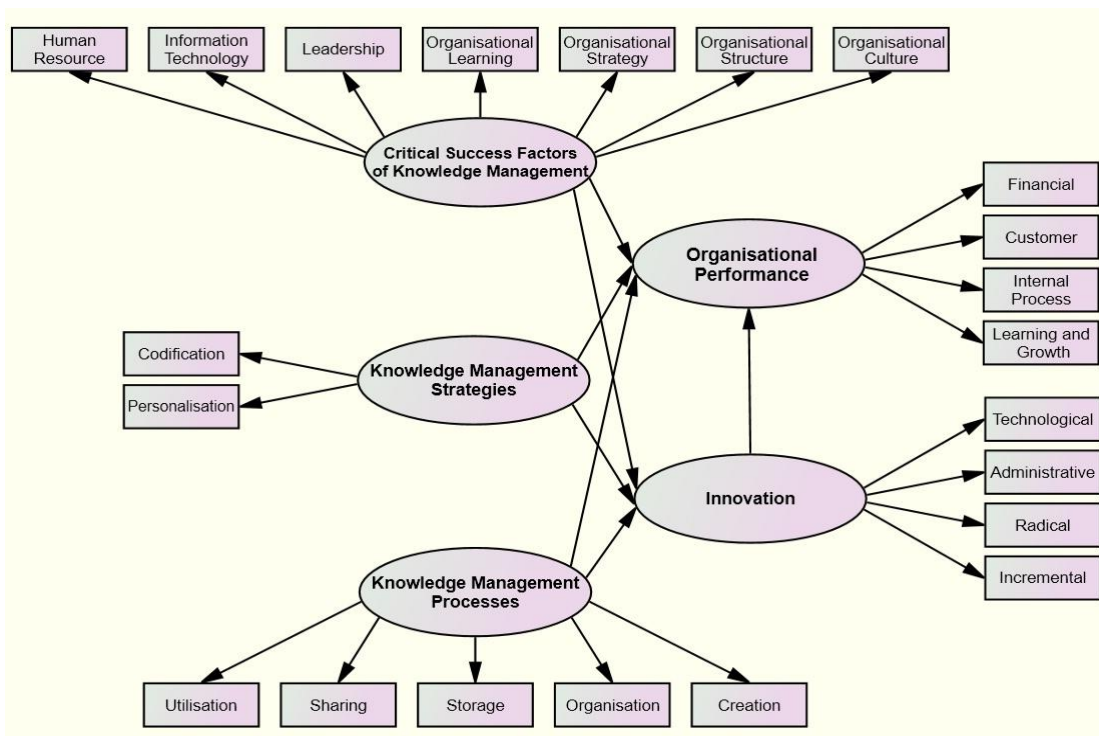 Human
Resource
Information
Technology
Leadership
Organisational
Learning
Organisational
Strategy
Organisational
Structure
Organisational
Culture
Critical Success Factors
of Knowledge Management
Financial
Customer
Internal
Process
Learning and
Growth
Organisational
Performance
Codification
Personalisation
Knowledge Management
Strategies
Technological
Administrative
Radical
Incremental
Innovation
Knowledge Management
Processes
Utilisation
Sharing
Storage
Organisation
Creation